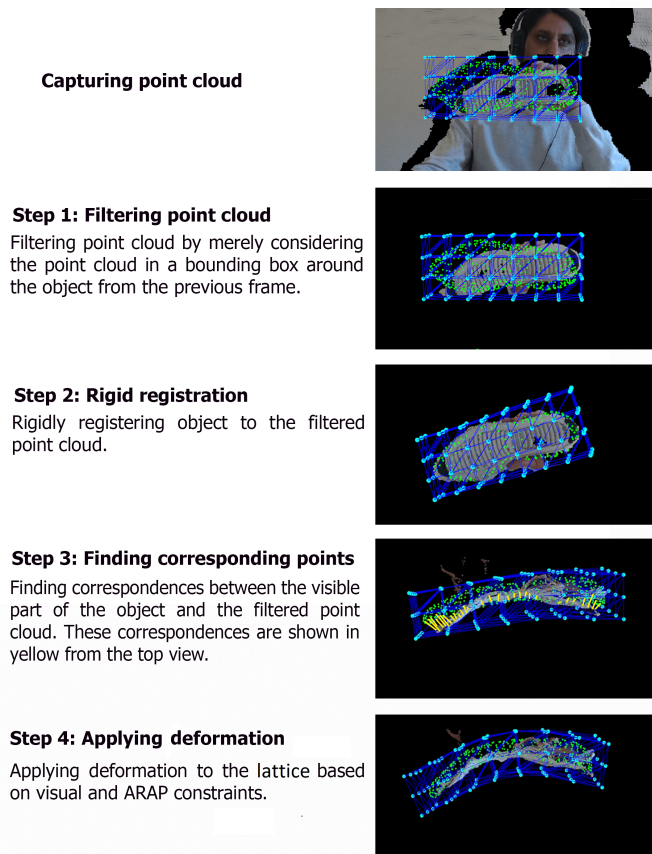 Capturing point cloud
Step 1: Filtering point cloud
Filtering point cloud by merely considering
the point cloud in a bounding box around
the object from the previous frame.
Step 2: Rigid registration
Rigidly registering object to the filtered
point cloud.
Step 3: Finding corresponding points
Finding correspondences between the visible
part of the object and the filtered point
cloud. These correspondences are shown in
yellow from the top view.
Step 4: Applying deformation
Applying deformation to the lattice based
on visual and ARAP constraints.